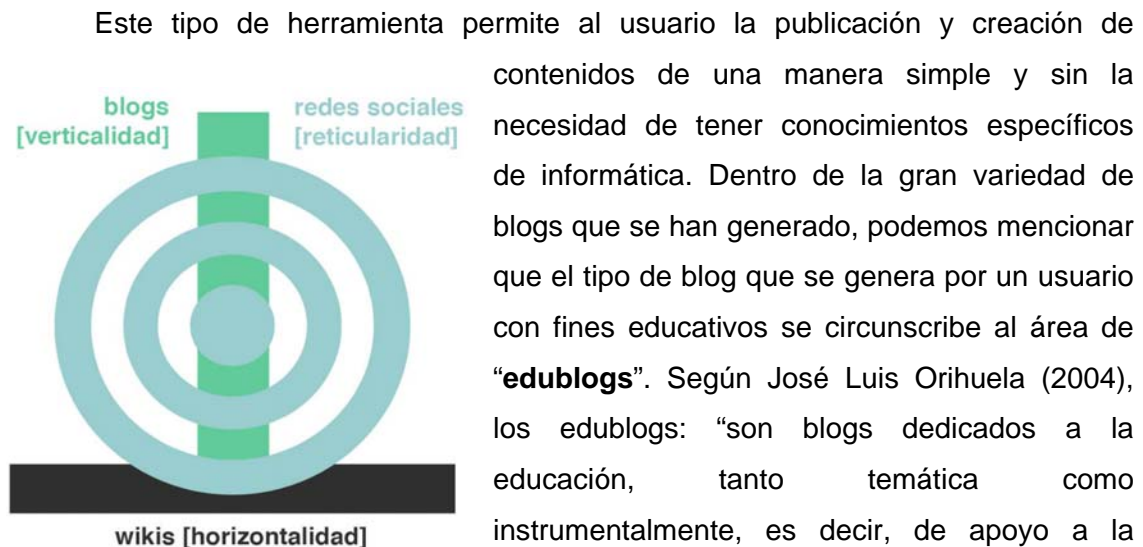 Este tipo de herramienta permite al usuario la publicación y creación de
blogs
[verticalidad]
redes sociales
[reticularidad]
wikis [horizontalidad]
contenidos de una manera simple y sin la
necesidad de tener conocimientos específicos
de informática. Dentro de la gran variedad de
blogs que se han generado, podemos mencionar
que el tipo de blog que se genera por un usuario
con fines educativos se circunscribe al área de
“edublogs”. Según José Luis Orihuela (2004),
los edublogs: “son blogs dedicados a la
educación, tanto temática como
instrumentalmente, es decir, de apoyo a la